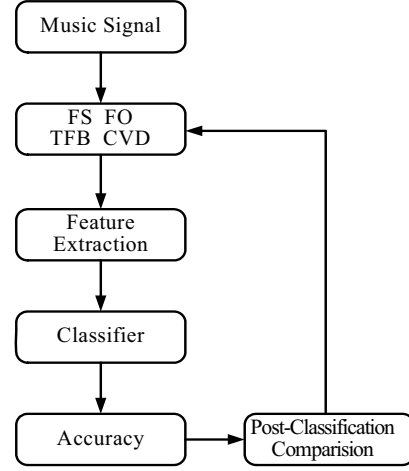 Music Signal
FS FO
TFB CVD
Feature
Extraction
Classifier
Accuracy
Post-Classification
Comparision